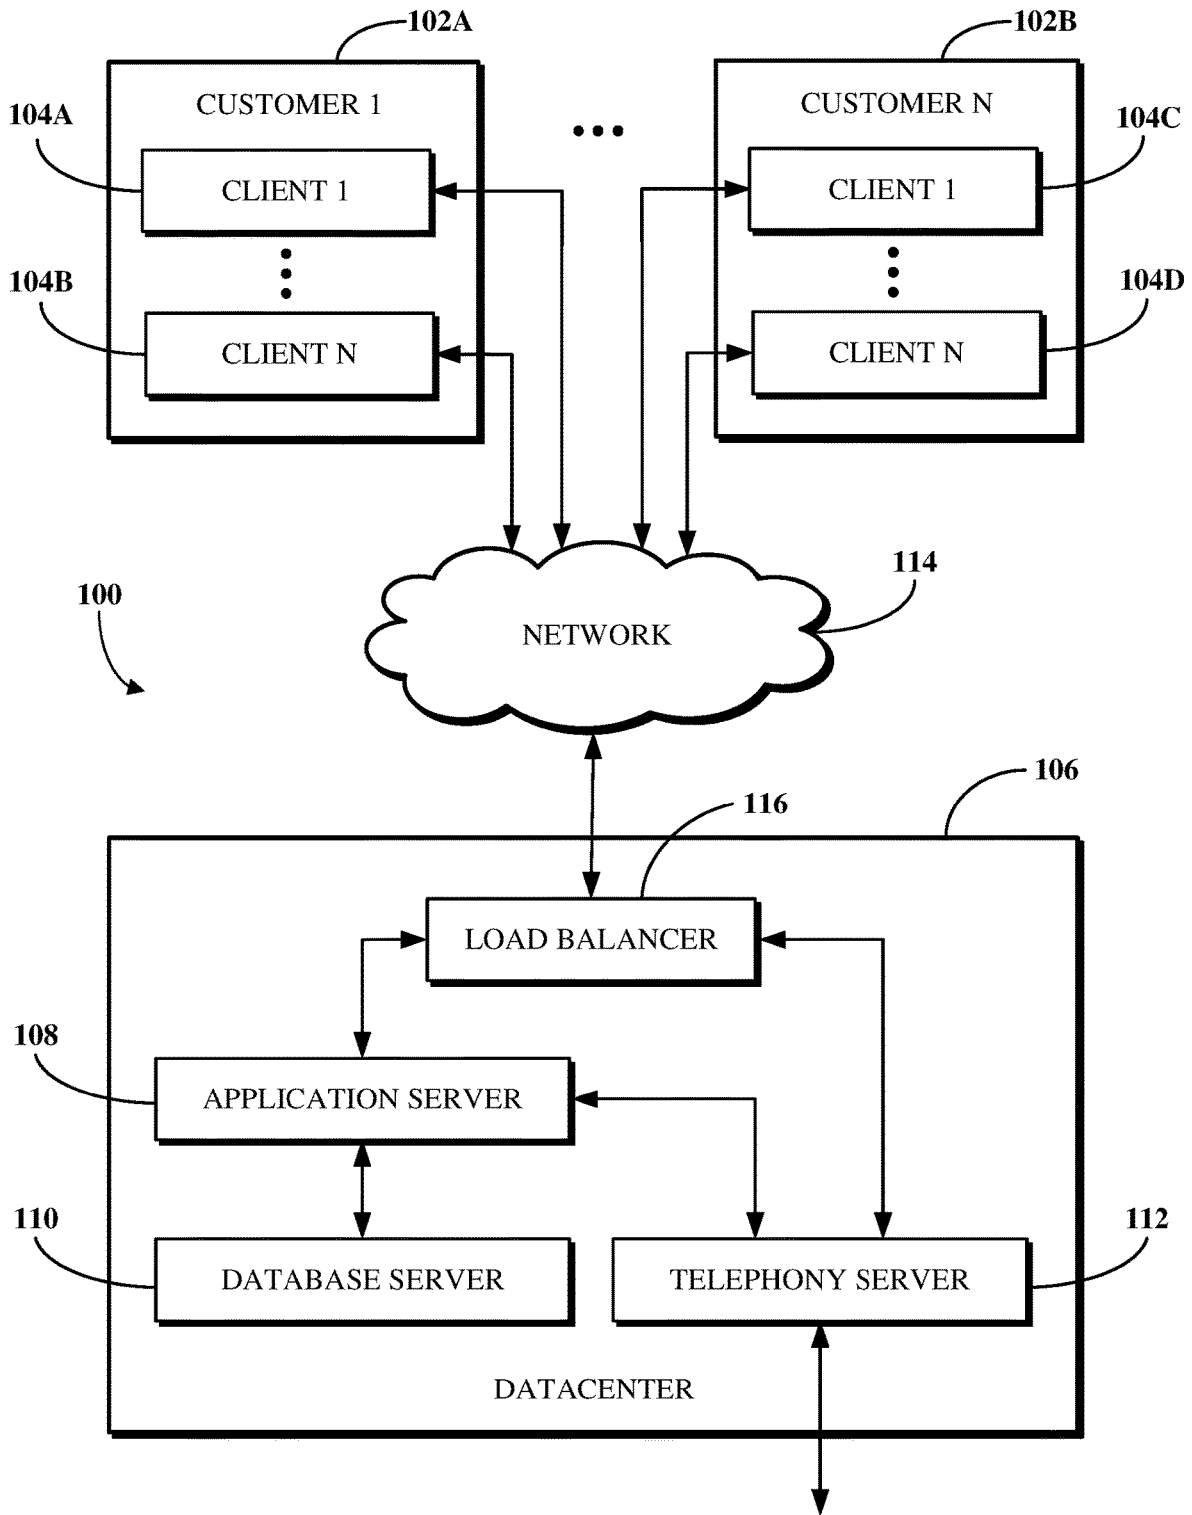 102A
102B
CUSTOMER 1
CUSTOMER N
104A
104C
CLIENT 1
CLIENT 1
104B
104D
CLIENT N
CLIENT N
114
100
NETWORK
106
116
LOAD BALANCER
108
APPLICATION SERVER
110
112
DATABASE SERVER
TELEPHONY SERVER
DATACENTER